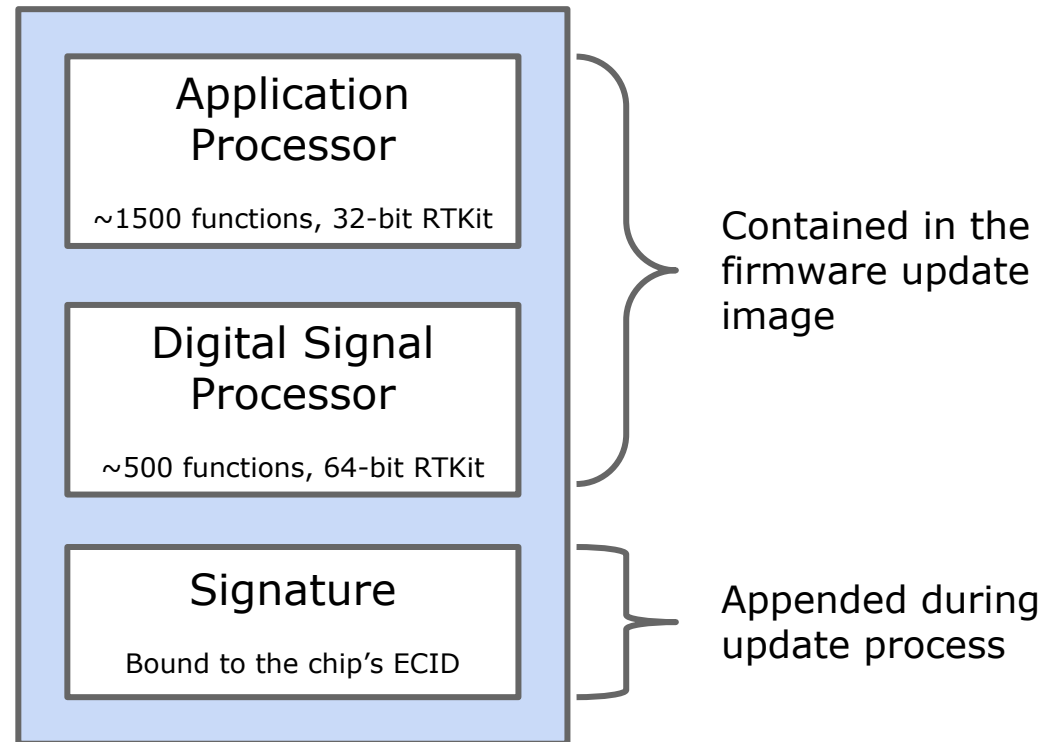 Application
Processor
~1500 functions, 32-bit RTKit
Digital Signal
Processor
~500 functions, 64-bit RTKit
Contained in the
firmware update
image
Signature
Bound to the chip’s ECID
Appended during
update process